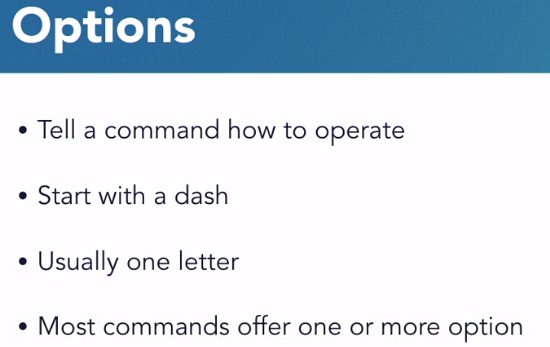 Options
• Tell a command how to operate
• Start with a dash
• Usually one letter
• Most commands offer one or more option